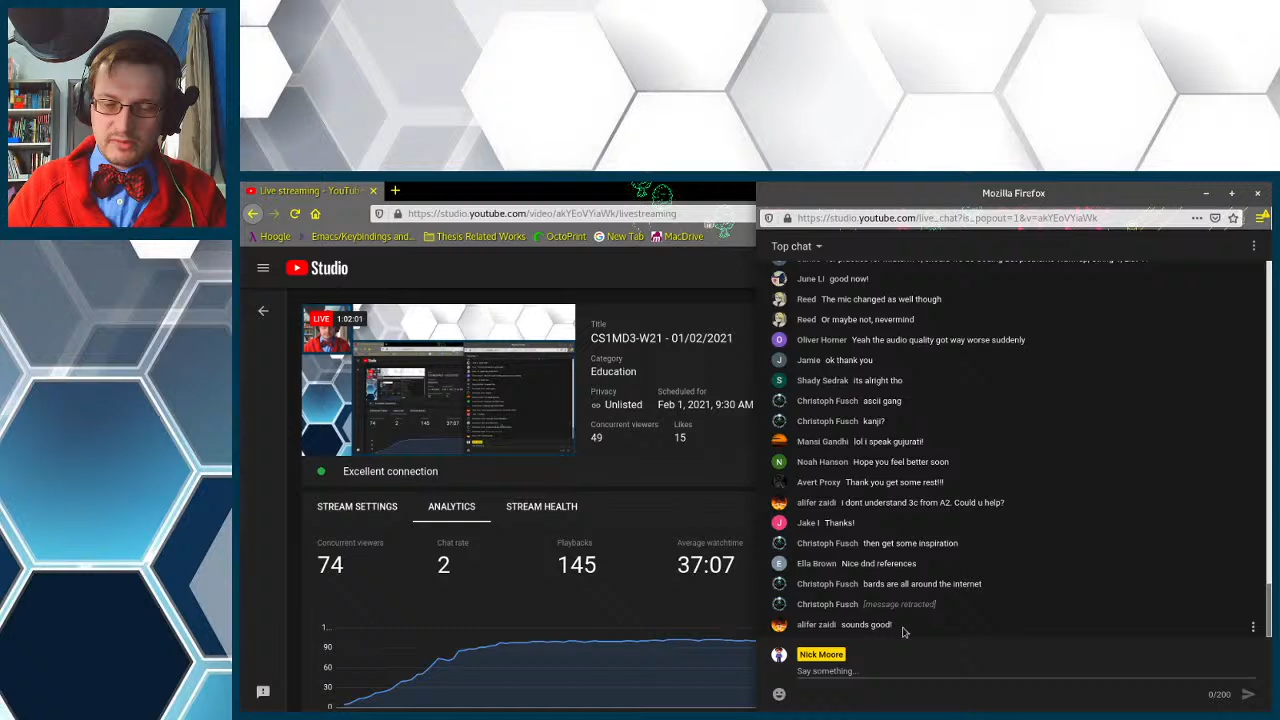 Live streaming - YouTub
Mozilla Firefox
https://studio.youtube.com/video/akYEoVYiaWk/livestreaming
https://studio.youtube.com/live_chat?is_popout=1&v=akYEoVYiaWk
Hoogle
Emacs/Keybindings and...
Thesis Related Works
OctoPrint
New Tab
MacDrive
Studio
Top chat
LIVE 1:02:01
Title
CS1MD3-W21 - 01/02/2021
Category
Education
Privacy
Unlisted
Scheduled for
Feb 1, 2021, 9:30 AM
Concurrent viewers
49
Likes
15
Excellent connection
STREAM SETTINGS
ANALYTICS
STREAM HEALTH
Concurrent viewers
74
Chat rate
2
Playbacks
145
Average watchtime
37:07
1...
90
60
30
0
June LI good now!
Reed The mic changed as well though
Reed Or maybe not, nevermind
Oliver Horner Yeah the audio quality got way worse suddenly
Jamie ok thank you
S Shady Sedrak its alright tho
Christoph Fusch ascii gang
Christoph Fusch kanji?
Mansi Gandhi lol i speak gujurati!
N Noah Hanson Hope you feel better soon
Avert Proxy Thank you get some rest!!!
alifer zaidi i dont understand 3c from A2. Could u help?
J Jake I Thanks!
Christoph Fusch then get some inspiration
E Ella Brown Nice dnd references
Christoph Fusch bards are all around the internet
Christoph Fusch [message retracted]
alifer zaidi sounds good!
Nick Moore
Say something...
0/200